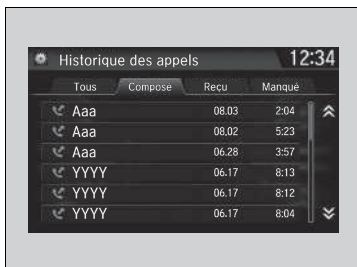 Historique des appels 12:34
Tous Composé Reçu Manqué
Aaa 08.03 2:04
Aaa 08.02 5:23
Aaa 06.28 3:57
YYYY 06.17 8:13
YYYY 06.17 8:12
YYYY 06.17 8:04